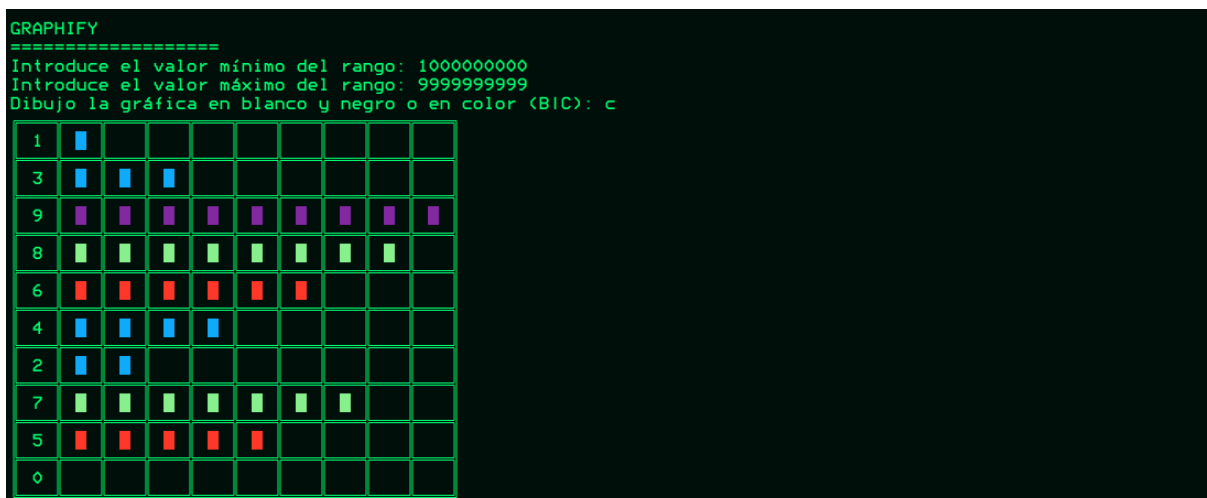 GRAPHIFY
===================
Introduce el valor mínimo del rango: 1000000000
Introduce el valor máximo del rango: 9999999999
Dibujo la gráfica en blanco y negro o en color (B|C): c
1
3
9
8
6
4
2
7
5
0